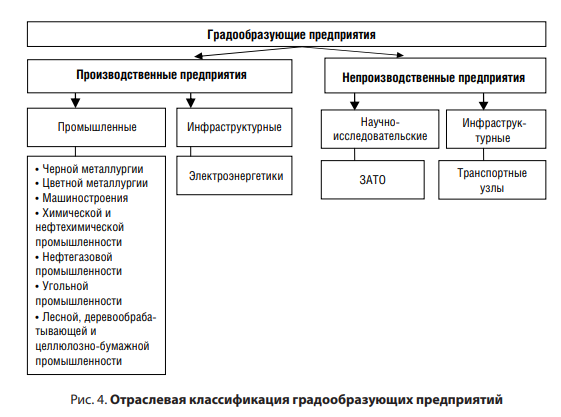 Градообразующие предприятия
Производственные предприятия
Непроизводственные предприятия
Промышленные
Инфраструктурные
Научно-
исследовательские
Инфраструк-
турные
• Черной металлургии
• Цветной металлургии
• Машиностроения
• Химической и
нефтехимической
промышленности
• Нефтегазовой
промышленности
• Угольной
промышленности
• Лесной, деревообраба-
тывающей и
целлюлозно-бумажной
промышленности
Электроэнергетики
ЗАТО
Транспортные
узлы
Рис. 4. Отраслевая классификация градообразующих предприятий